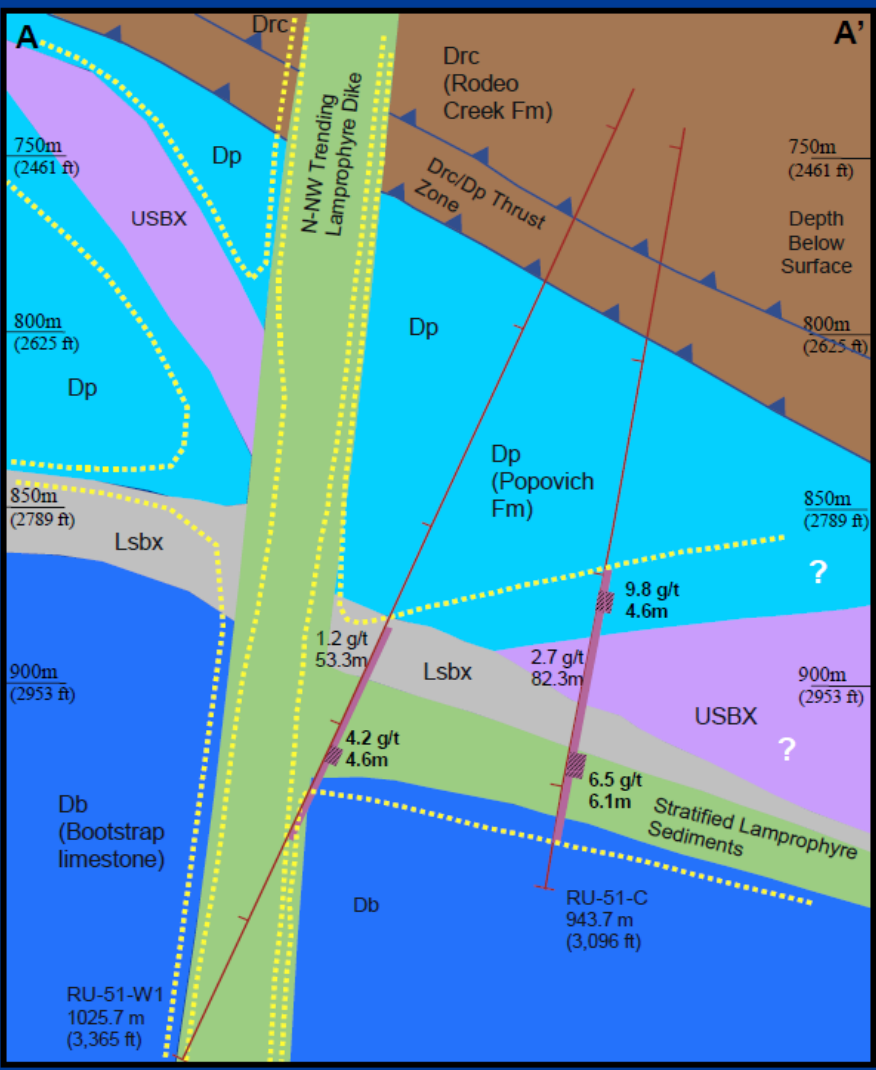 A
Drc
A’
Drc
(Rodeo
Creek Fm)
N-NW Trending
Lamprophyre Dike
750m
(2461 ft)
Dp
750m
(2461 ft)
Drc/Dp Thrust
Zone
USBX
Depth
Below
Surface
800m
(2625 ft)
Dp
800m
(2625 ft)
Dp
Dp
(Popovich
Fm)
850m
(2789 ft)
850m
(2789 ft)
Lsbx
?
9.8 g/t
4.6m
1.2 g/t
53.3m
Lsbx
2.7 g/t
82.3m
900m
(2953 ft)
900m
(2953 ft)
USBX
?
4.2 g/t
4.6m
6.5 g/t
6.1m
Stratified Lamprophyre
Sediments
Db
(Bootstrap
limestone)
Db
RU-51-C
943.7 m
(3,096 ft)
RU-51-W1
1025.7 m
(3,365 ft)